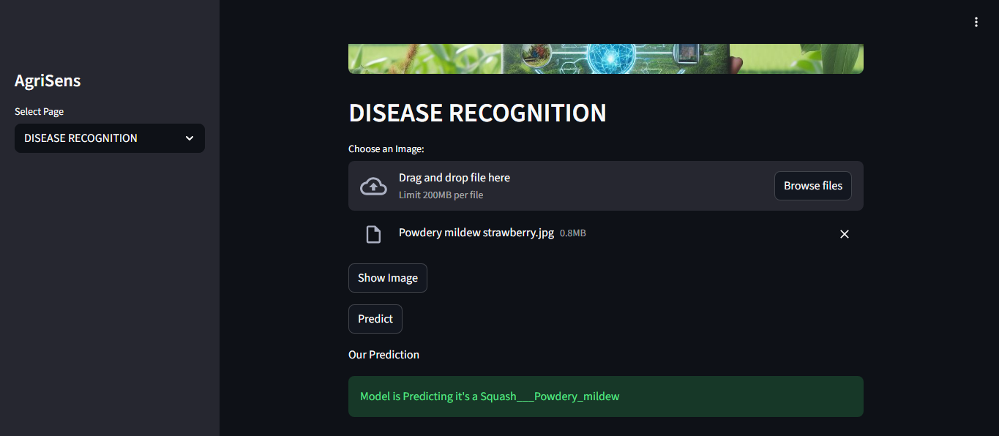 AgriSens
Select Page
DISEASE RECOGNITION
DISEASE RECOGNITION
Choose an Image:
Drag and drop file here
Limit 200MB per file
Browse files
Powdery mildew strawberry.jpg 0.8MB
Show Image
Predict
Our Prediction
Model is Predicting it's a Squash___Powdery_mildew